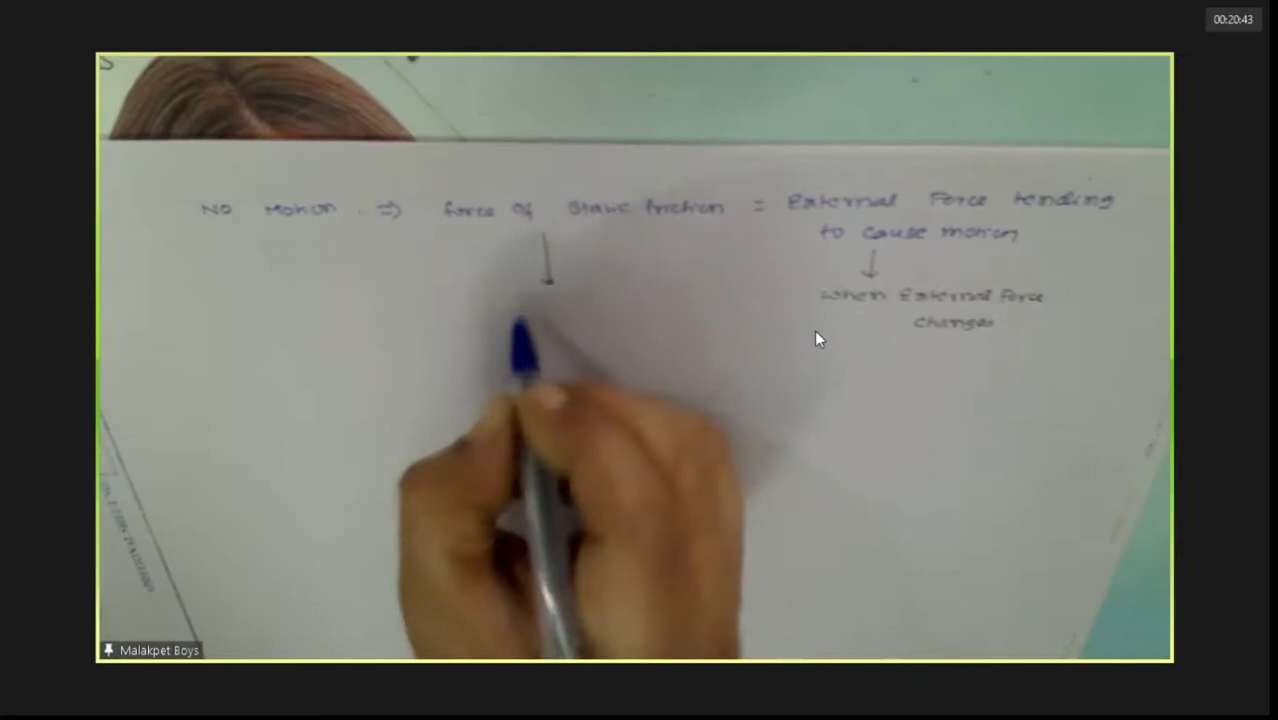 00:20:43
No Motion => force of Static friction = External Force tending
to cause motion
when External Force
changes
Malakpet Boys